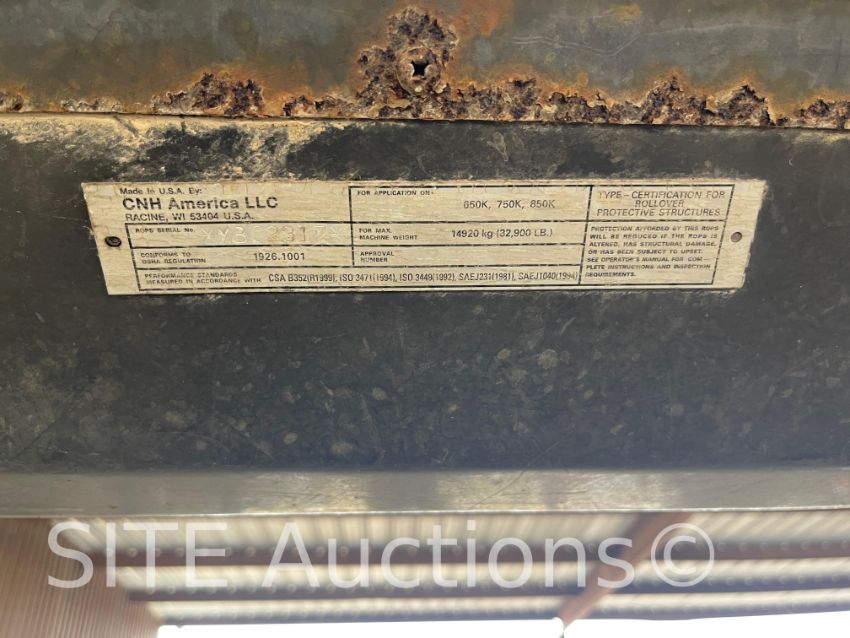 Made in U.S.A. By:
CNH America LLC
RACINE, WI 53404 U.S.A.
ROPS SERIAL No.
CONFORMS TO
OSHA REGULATION
1926.1001
FOR APPLICATION ON
650K, 750K, 850K
FOR MAX.
MACHINE WEIGHT
14920 kg (32,900 LB.)
APPROVAL
NUMBER
PERFORMANCE STANDARDS
MEASURED IN ACCORDANCE WITH
CSA B352(R1999), ISO 3471(1994), ISO 3449(1992), SAEJ231(1981), SAEJ1040(1994)
TYPE - CERTIFICATION FOR
ROLLOVER
PROTECTIVE STRUCTURES
PROTECTION AFFORDED BY THIS ROPS
WILL BE REDUCED IF THE ROPS IS
ALTERED, HAS STRUCTURAL DAMAGE,
OR HAS BEEN SUBJECT TO UPSET.
SEE OPERATOR'S MANUAL FOR COM-
PLETE INSTRUCTIONS AND INSPECTION
REQUIREMENTS.
SITE Auctions©